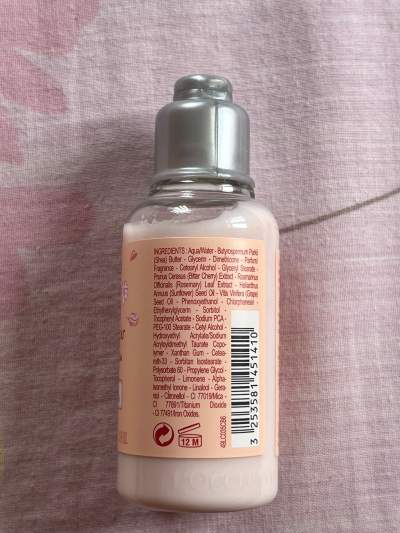 INGREDIENTS : Aqua/Water - Butyrospermum Parkii
(Shea) Butter - Glycerin - Dimethicone - Parfum/
Fragrance - Cetearyl Alcohol - Glyceryl Stearate -
Prunus Cerasus (Bitter Cherry) Extract - Rosmarinus
Officinalis (Rosemary) Leaf Extract - Helianthus
Annuus (Sunflower) Seed Oil - Vitis Vinifera (Grape)
Seed Oil - Phenoxyethanol - Chlorphenesin -
Ethylhexylglycerin - Sorbitol -
Tocopheryl Acetate - Sodium PCA -
PEG-100 Stearate - Cetyl Alcohol -
Hydroxyethyl Acrylate/Sodium
Acryloyldimethyl Taurate Copo-
lymer - Xanthan Gum - Cetea-
reth-33 - Sorbitan Isostearate -
Polysorbate 60 - Propylene Glycol -
Tocopherol - Limonene - Alpha-
Isomethyl Ionone - Linalool - Gera-
niol - Citronellol - CI 77019/Mica -
CI 77891/Titanium Dioxide
- CI 77491/Iron Oxides.
12 M
3 253581 451410